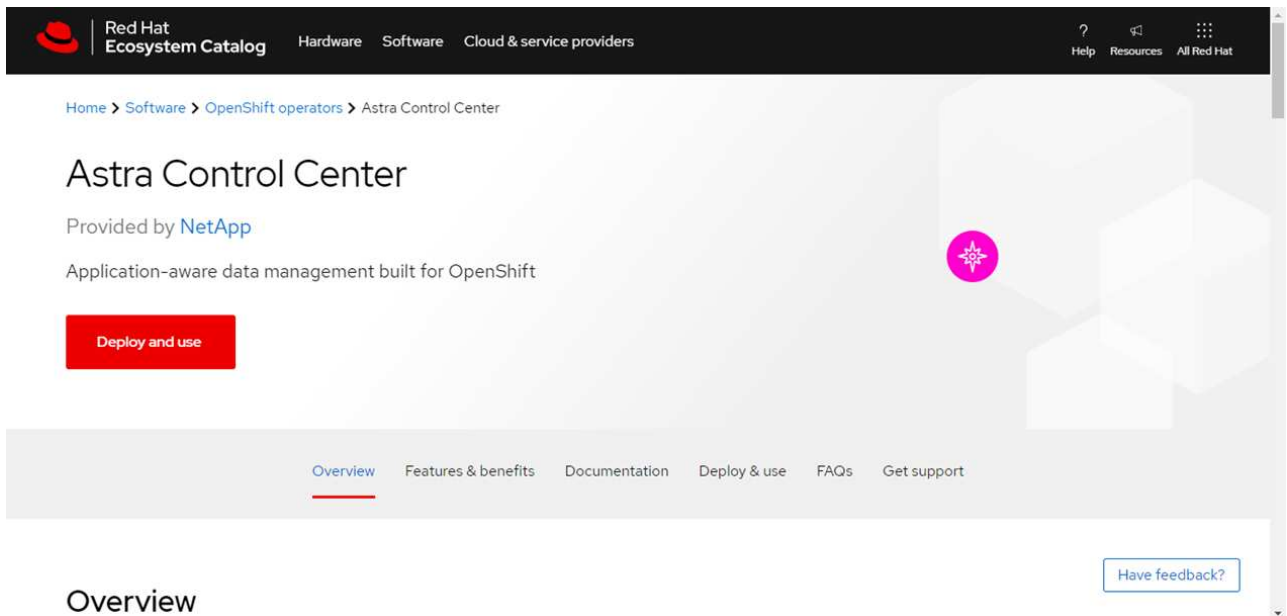 Red Hat
Ecosystem Catalog
Hardware Software Cloud & service providers
? Help Resources All Red Hat
Home > Software > OpenShift operators > Astra Control Center
Astra Control Center
Provided by NetApp
Application-aware data management built for OpenShift
Deploy and use
Overview Features & benefits Documentation Deploy & use FAQs Get support
Have feedback?
Overview